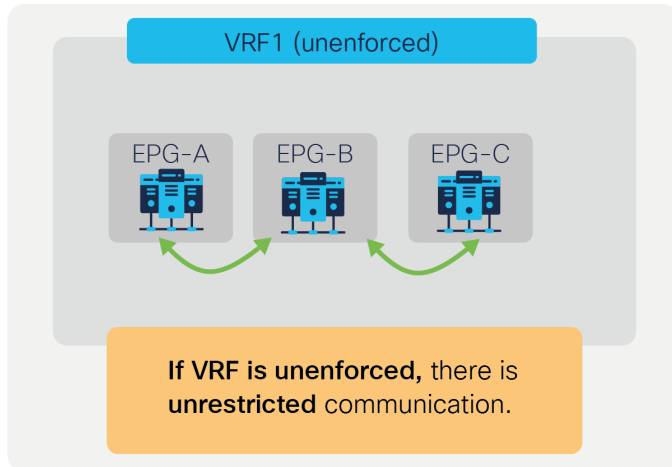 VRF1 (unenforced)
EPG-A EPG-B EPG-C
If VRF is unenforced, there is
unrestricted communication.